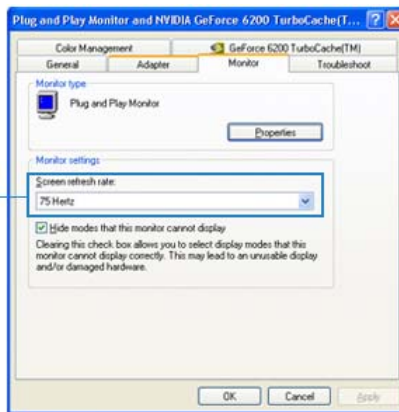 Plug and Play Monitor and NVIDIA GeForce 6200 TurboCache(T...
Color Management
GeForce 6200 TurboCache(TM)
General
Adapter
Monitor
Troubleshoot
Monitor type
Plug and Play Monitor
Properties
Monitor settings
Screen refresh rate:
75 Hertz
Hide modes that this monitor cannot display
Clearing this check box allows you to select display modes that this
monitor cannot display correctly. This may lead to an unusable display
and/or damaged hardware.
OK
Cancel
Apply